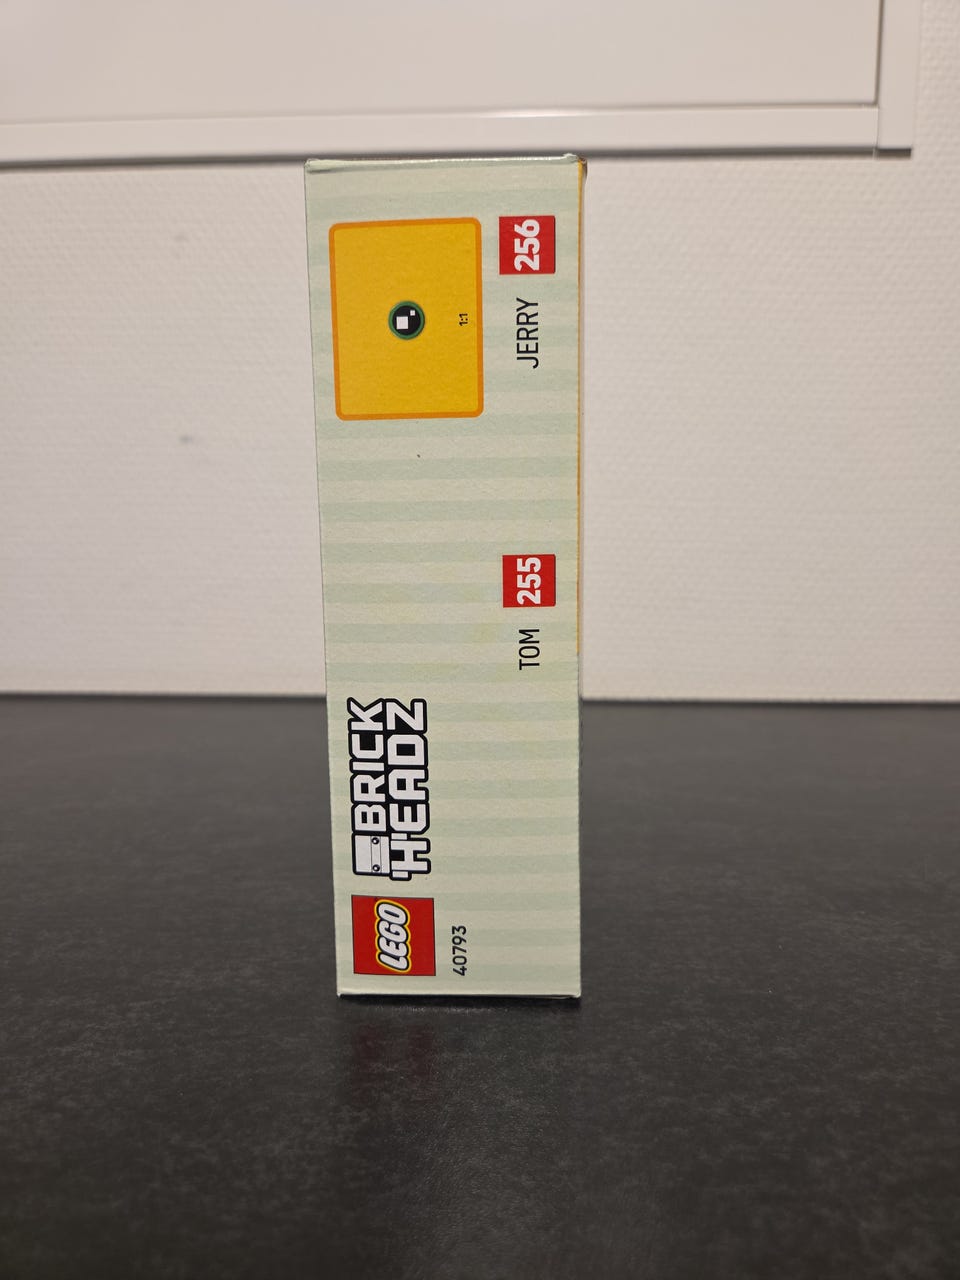 LEGO
BRICK
HEADZ
40793
TOM 255
JERRY 256
1:1